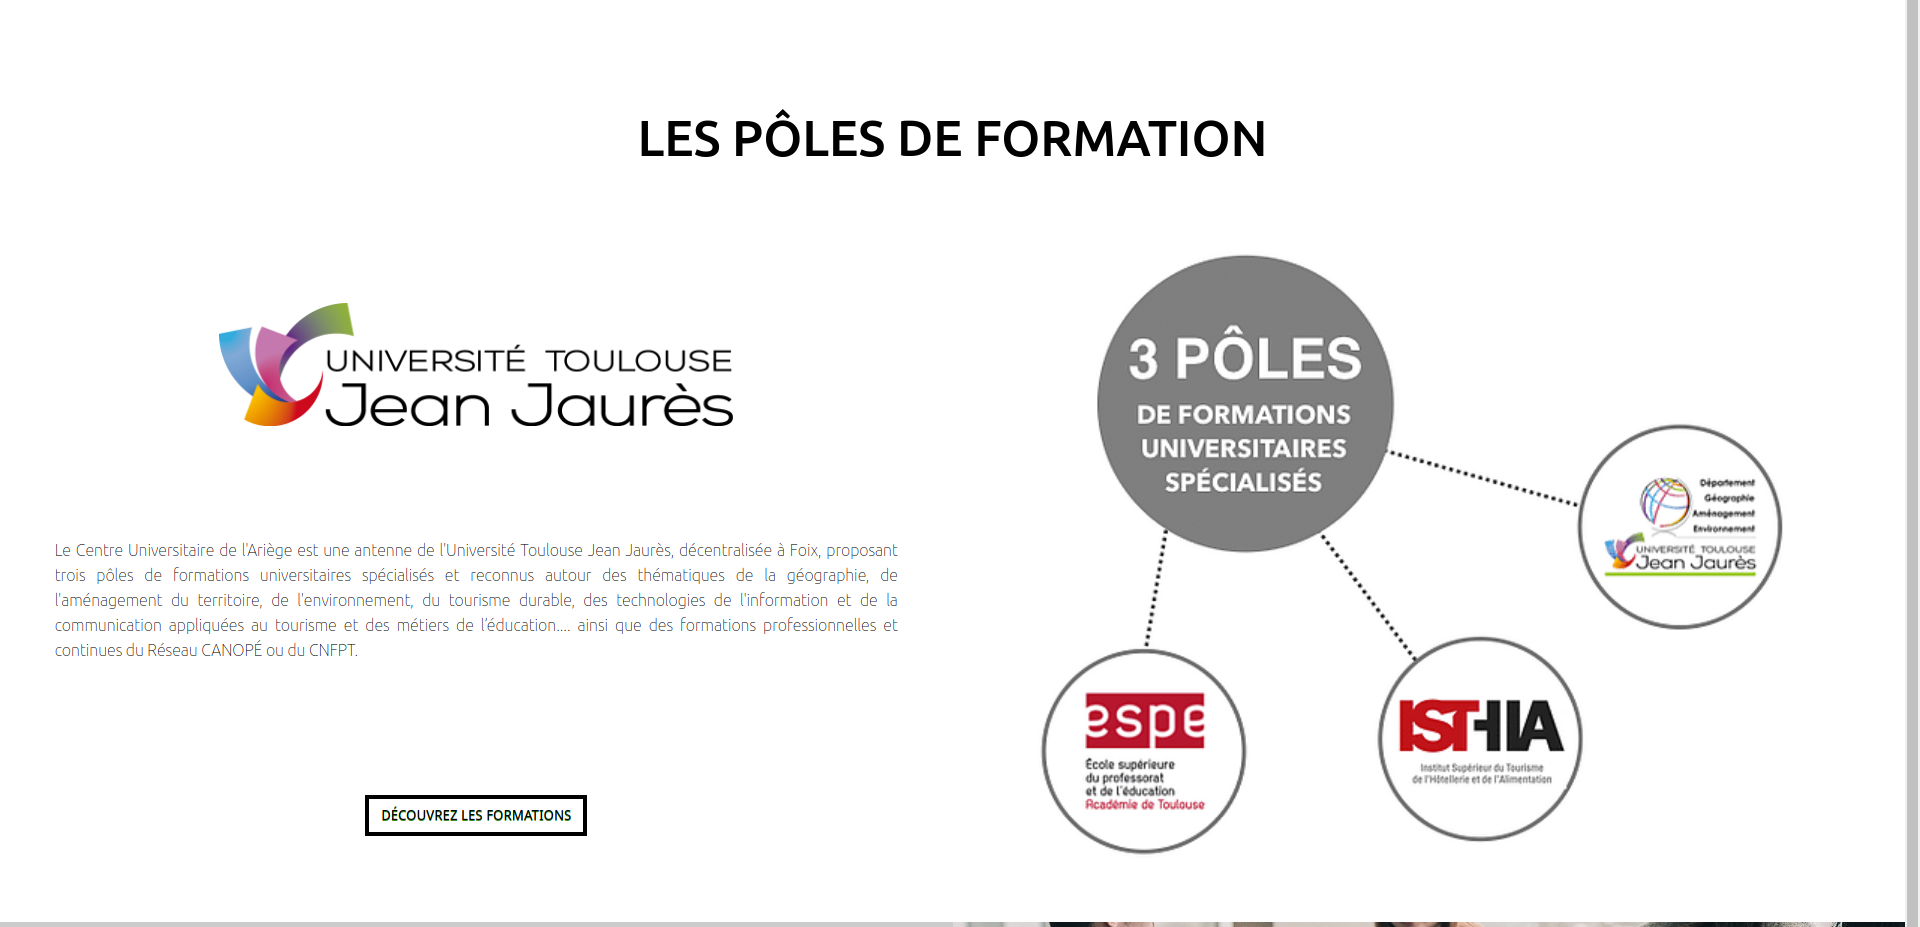 LES PÔLES DE FORMATION
UNIVERSITÉ TOULOUSE
Jean Jaurès
Le Centre Universitaire de l'Ariège est une antenne de l'Université Toulouse Jean Jaurès, décentralisée à Foix, proposant
trois pôles de formations universitaires spécialisés et reconnus autour des thématiques de la géographie, de
l'aménagement du territoire, de l'environnement, du tourisme durable, des technologies de l'information et de la
communication appliquées au tourisme et des métiers de l’éducation.... ainsi que des formations professionnelles et
continues du Réseau CANOPÉ ou du CNFPT.
DÉCOUVREZ LES FORMATIONS
3 PÔLES
DE FORMATIONS
UNIVERSITAIRES
SPÉCIALISÉS
Département
Géographie
Aménagement
Environnement
UNIVERSITÉ TOULOUSE
Jean Jaurès
espe
École supérieure
du professorat
et de l'éducation
Académie de Toulouse
ISTHIA
Institut Supérieur du Tourisme
de l'Hôtellerie et de l'Alimentation